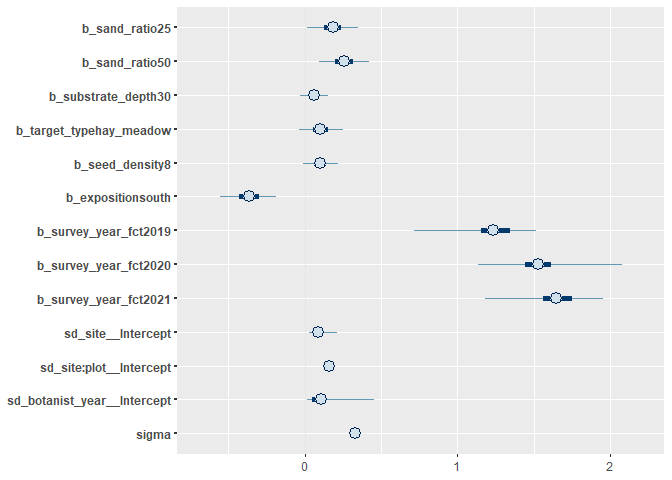 b_sand_ratio25
b_sand_ratio50
b_substrate_depth30
b_target_typehay_meadow
b_seed_density8
b_expositionsouth
b_survey_year_fct2019
b_survey_year_fct2020
b_survey_year_fct2021
sd_site__Intercept
sd_site:plot__Intercept
sd_botanist_year__Intercept
sigma
0 1 2